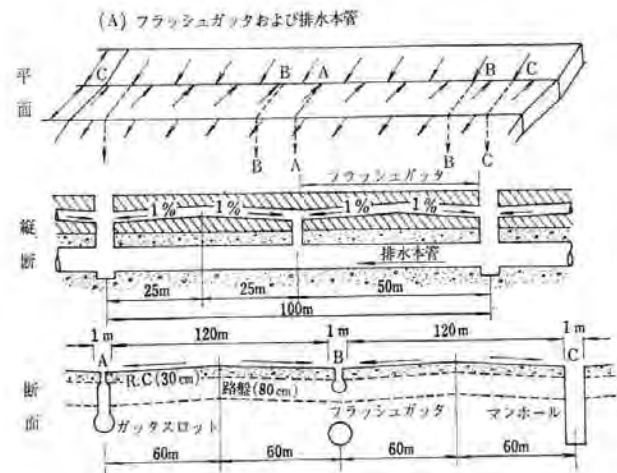 (A) フラッシュガッタおよび排水本管
平面
C B A B C
B A B C
フラッシュガッタ
1% 1% 1% 1%
縦断
排水本管
25m 25m 50m
100m
1m 120m 1m 120m 1m
A B C
R.C(30cm)
路盤(80cm)
断面
ガッタスロット フラッシュガッタ マンホール
60m 60m 60m 60m